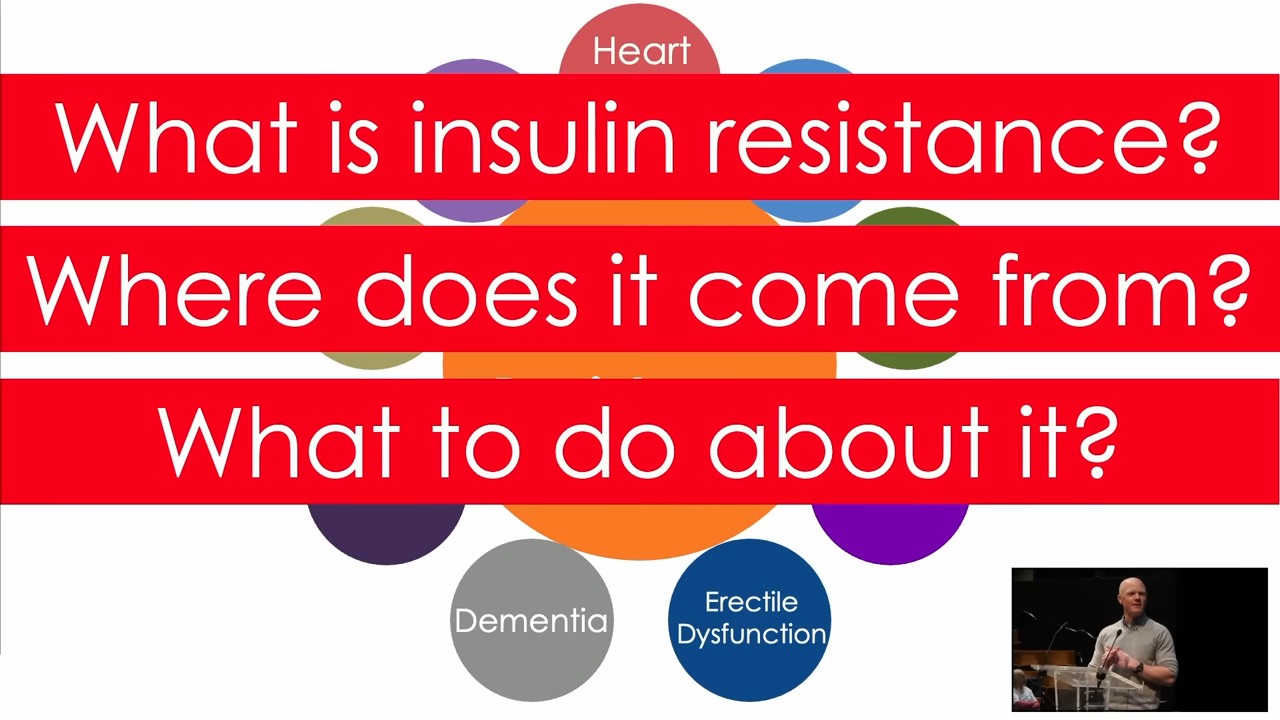 Heart
What is insulin resistance?
Where does it come from?
What to do about it?
Dementia
Erectile
Dysfunction